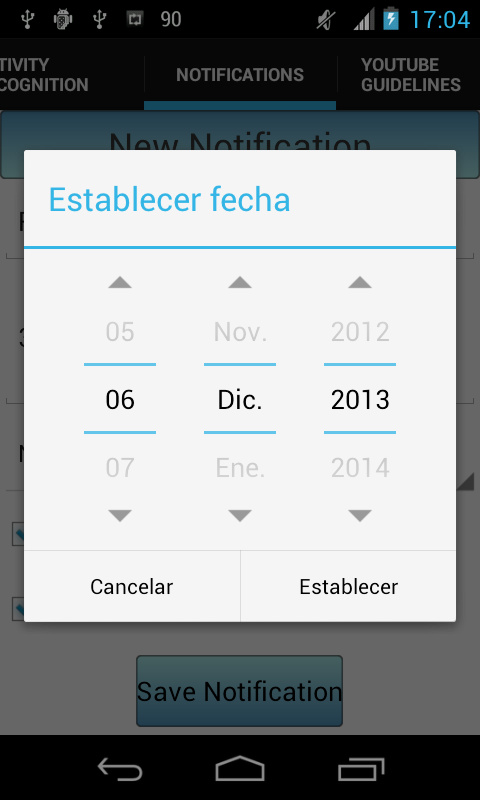 90 17:04
TIVITY
COGNITION
NOTIFICATIONS
YOUTUBE
GUIDELINES
New Notification
Establecer fecha
05 Nov. 2012
06 Dic. 2013
07 Ene. 2014
Cancelar Establecer
Save Notification